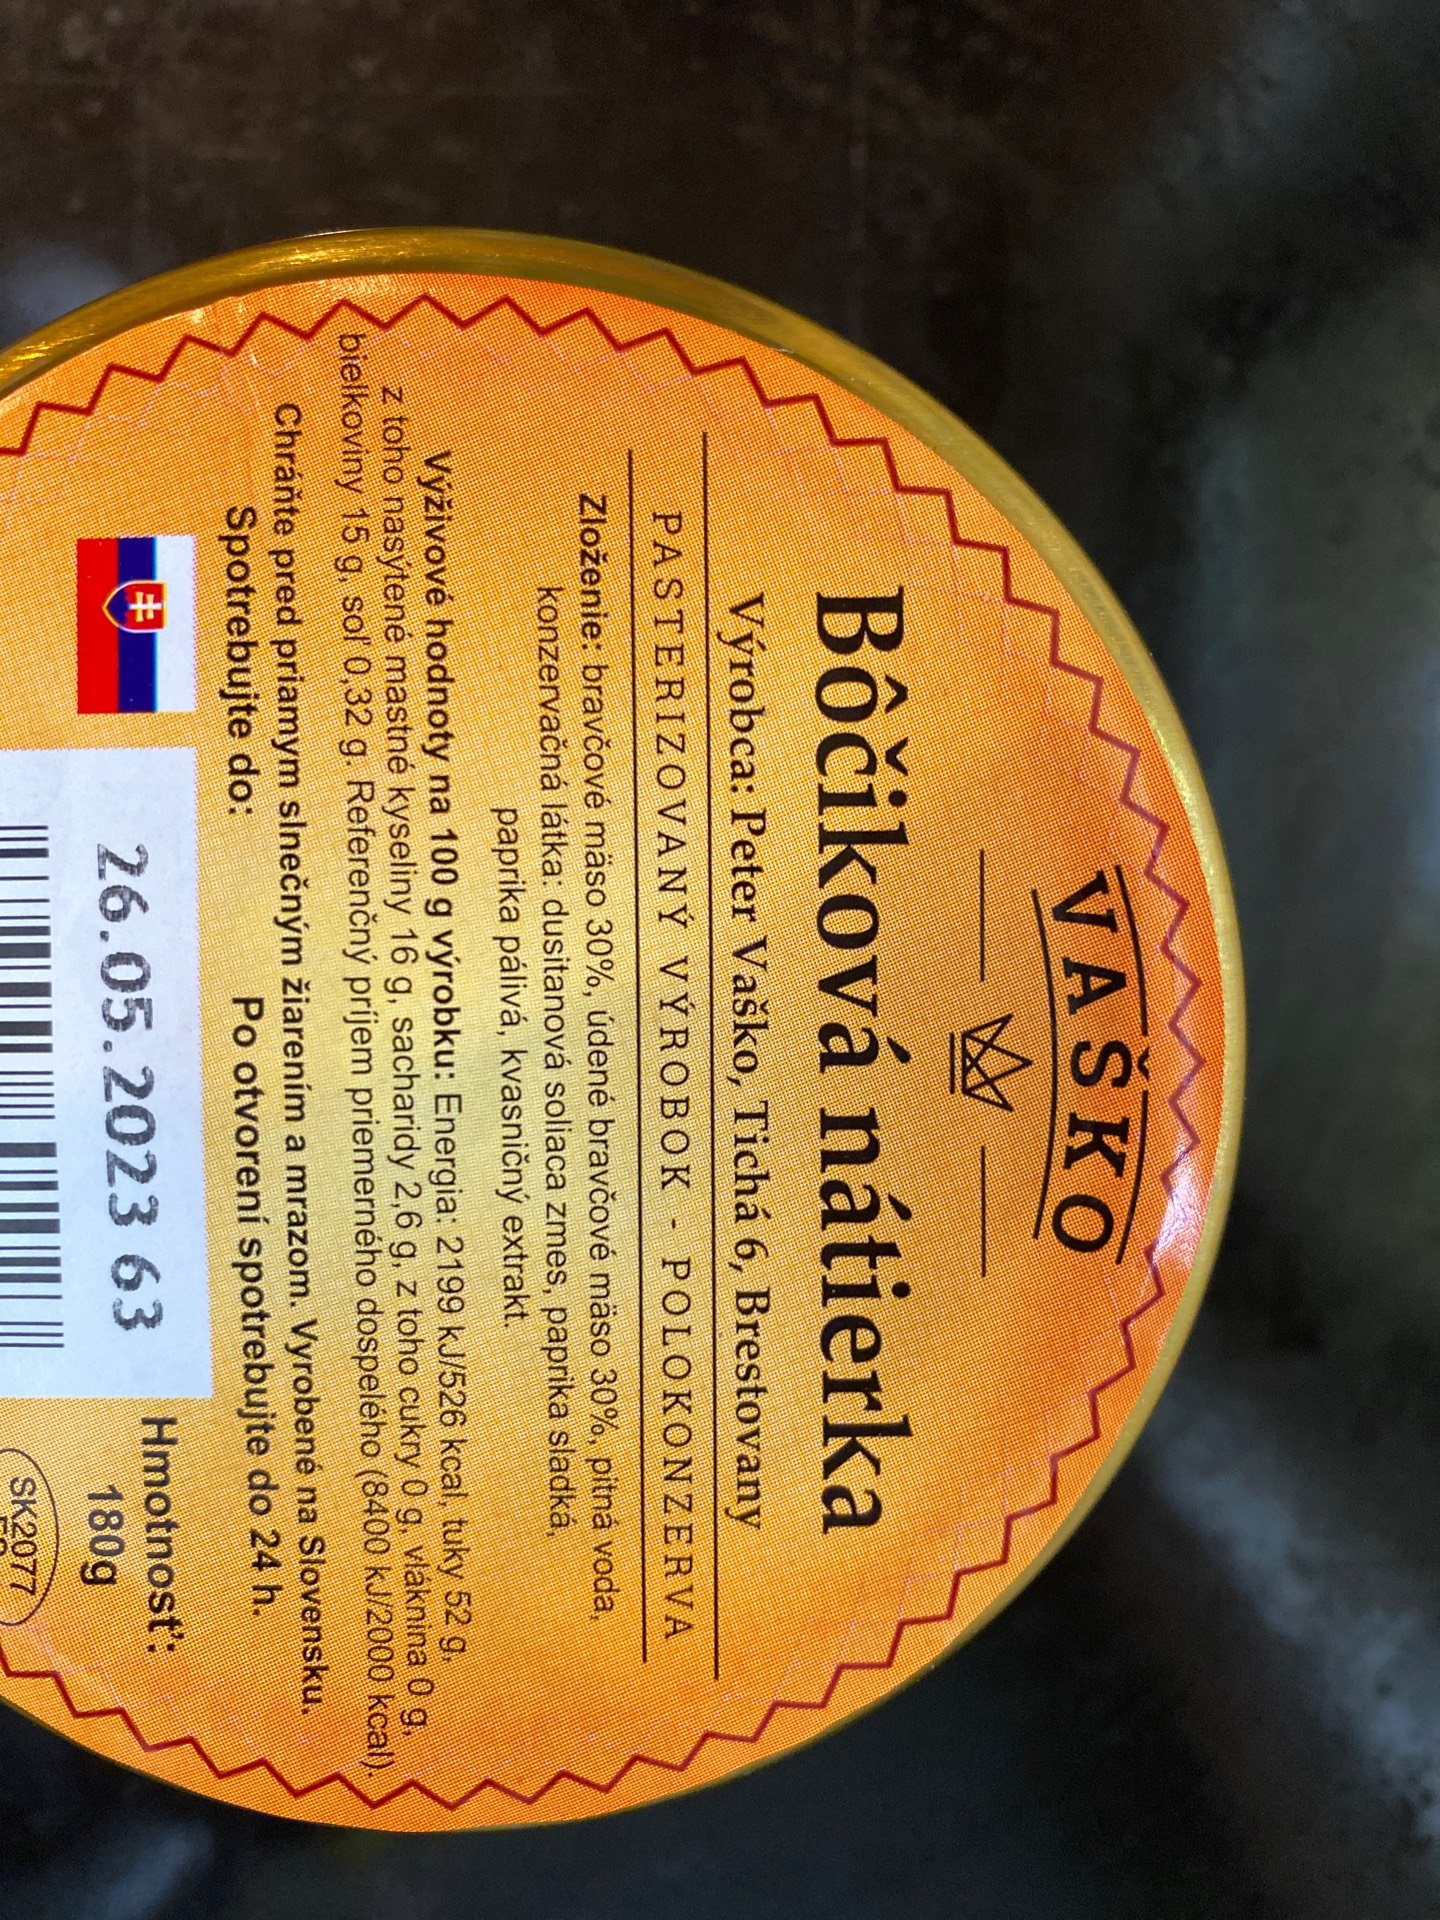 VAŠKO
Bôčiková nátierka
Výrobca: Peter Vaško, Tichá 6, Brestovany
PASTERIZOVANÝ VÝROBOK - POLOKONZERVA
Zloženie: bravčové mäso 30%, údené bravčové mäso 30%, pitná voda,
konzervačná látka: dusitanová soliaca zmes, paprika sladká,
paprika pálivá, kvasničný extrakt.
Výživové hodnoty na 100 g výrobku: Energia: 2199 kJ/526 kcal, tuky 52 g,
z toho nasýtené mastné kyseliny 16 g, sacharidy 2,6 g, z toho cukry 0 g, vláknina 0 g,
bielkoviny 15 g, soľ 0,32 g. Referenčný príjem priemerného dospelého (8400 kJ/2000 kcal).
Chráňte pred priamym slnečným žiarením a mrazom. Vyrobené na Slovensku.
Spotrebujte do: Po otvorení spotrebujte do 24 h.
26.05.2023 63
Hmotnosť:
180g
SK2077